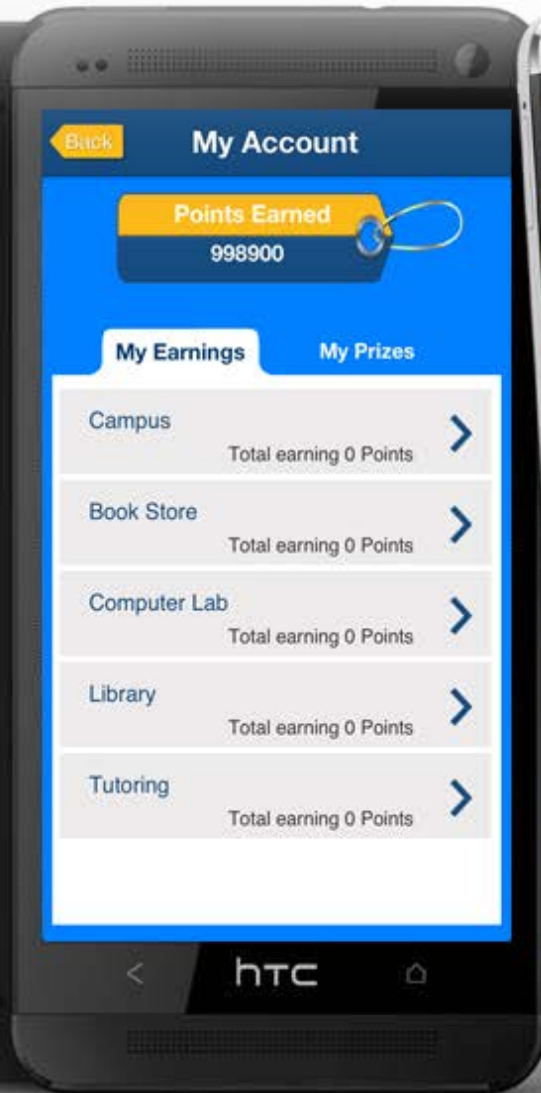 Back
My Account
Points Earned
998900
My Earnings
My Prizes
Campus
Total earning 0 Points
Book Store
Total earning 0 Points
Computer Lab
Total earning 0 Points
Library
Total earning 0 Points
Tutoring
Total earning 0 Points
hTC